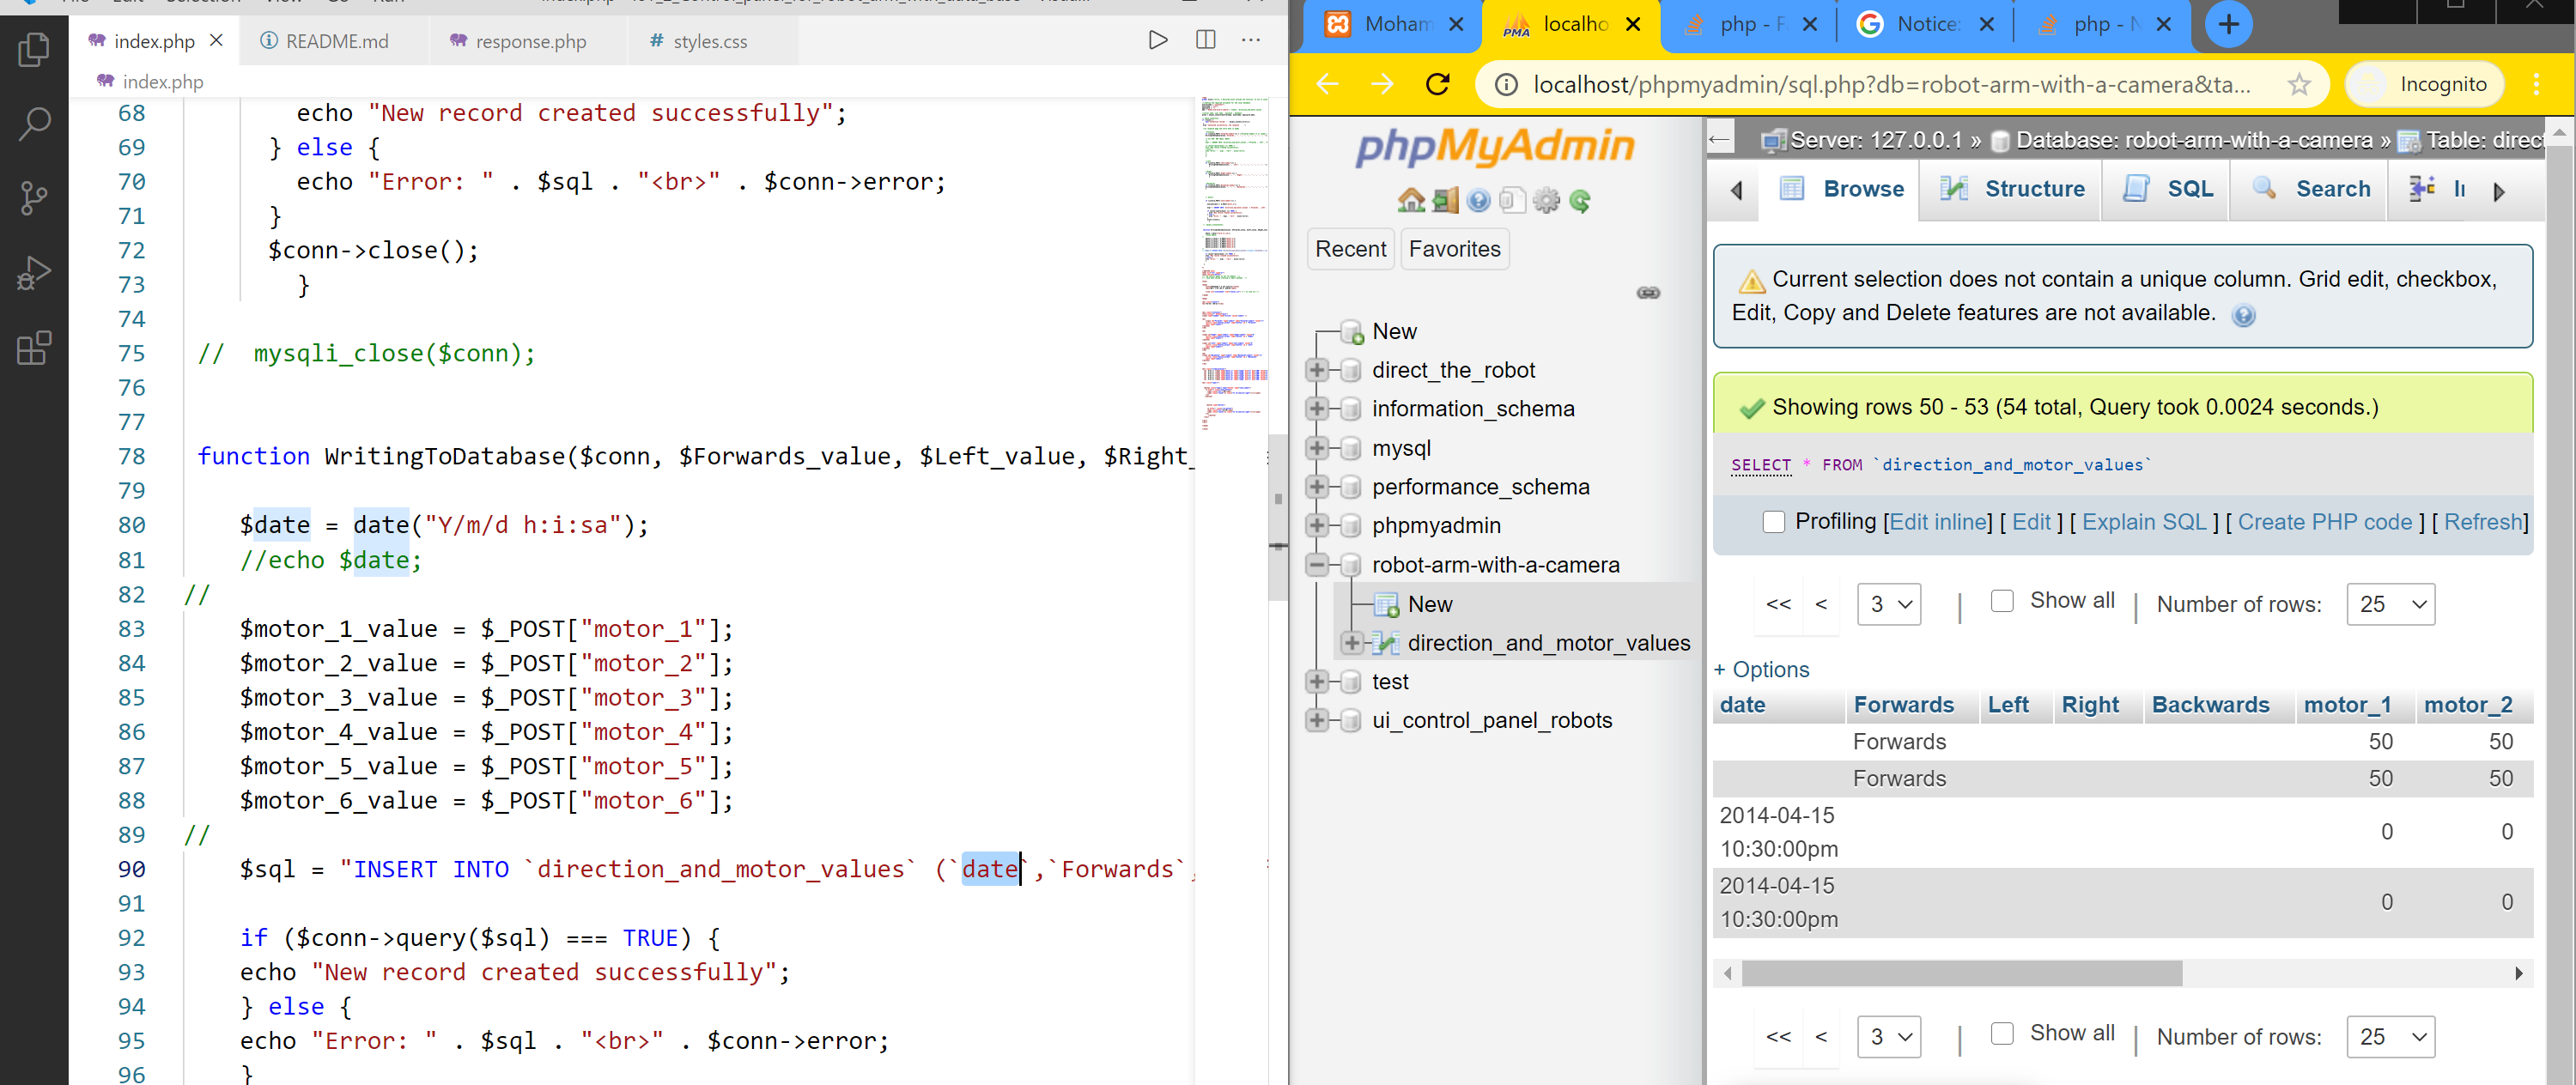 index.php
README.md
response.php
# styles.css
index.php
68 echo "New record created successfully";
69 } else {
70 echo "Error: " . $sql . "<br>" . $conn->error;
71 }
72 $conn->close();
73 }
74
75 // mysqli_close($conn);
76
77
78 function WritingToDatabase($conn, $Forwards_value, $Left_value, $Right_
79
80 $date = date("Y/m/d h:i:sa");
81 //echo $date;
82 //
83 $motor_1_value = $_POST["motor_1"];
84 $motor_2_value = $_POST["motor_2"];
85 $motor_3_value = $_POST["motor_3"];
86 $motor_4_value = $_POST["motor_4"];
87 $motor_5_value = $_POST["motor_5"];
88 $motor_6_value = $_POST["motor_6"];
89 //
90 $sql = "INSERT INTO `direction_and_motor_values` (`date`,`Forwards`,
91
92 if ($conn->query($sql) === TRUE) {
93 echo "New record created successfully";
94 } else {
95 echo "Error: " . $sql . "<br>" . $conn->error;
96 }
Moham
localho
php - F
Notice:
php - N
localhost/phpmyadmin/sql.php?db=robot-arm-with-a-camera&ta...
Incognito
phpMyAdmin
Recent Favorites
New
direct_the_robot
information_schema
mysql
performance_schema
phpmyadmin
robot-arm-with-a-camera
New
direction_and_motor_values
test
ui_control_panel_robots
Server: 127.0.0.1 » Database: robot-arm-with-a-camera » Table: direct
Browse Structure SQL Search
Current selection does not contain a unique column. Grid edit, checkbox,
Edit, Copy and Delete features are not available.
Showing rows 50 - 53 (54 total, Query took 0.0024 seconds.)
SELECT * FROM `direction_and_motor_values`
Profiling [Edit inline] [ Edit ] [ Explain SQL ] [ Create PHP code ] [ Refresh]
<< < 3 | Show all | Number of rows: 25
+ Options
date Forwards Left Right Backwards motor_1 motor_2
Forwards 50 50
Forwards 50 50
2014-04-15
10:30:00pm 0 0
2014-04-15
10:30:00pm 0 0
<< < 3 | Show all | Number of rows: 25